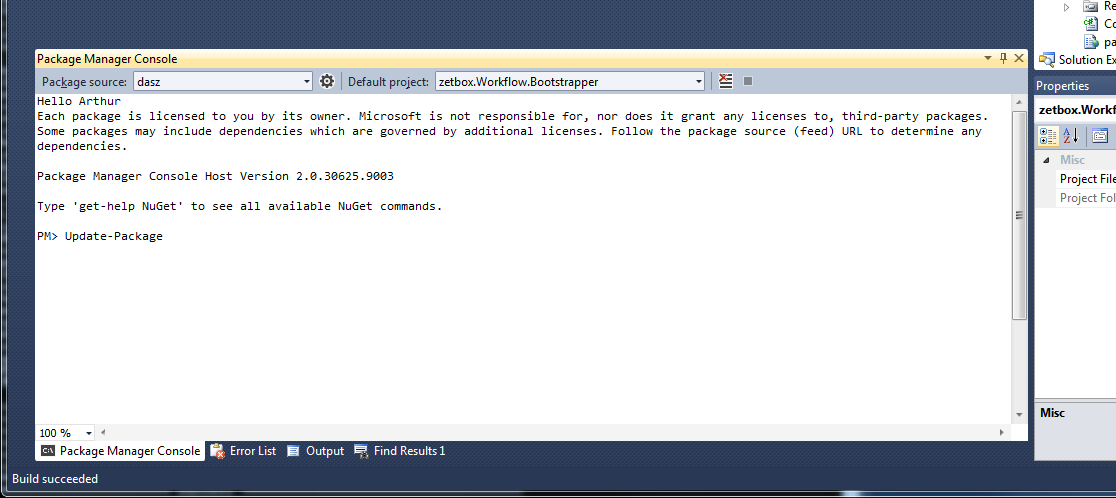 Re
Co
pa
Solution Ex
Package Manager Console
Package source: dasz Default project: zetbox.Workflow.Bootstrapper
Hello Arthur
Each package is licensed to you by its owner. Microsoft is not responsible for, nor does it grant any licenses to, third-party packages.
Some packages may include dependencies which are governed by additional licenses. Follow the package source (feed) URL to determine any
dependencies.
Package Manager Console Host Version 2.0.30625.9003
Type 'get-help NuGet' to see all available NuGet commands.
PM> Update-Package
100 %
Package Manager Console Error List Output Find Results 1
Build succeeded
Properties
zetbox.Workf
Misc
Project File
Project Fol
Misc